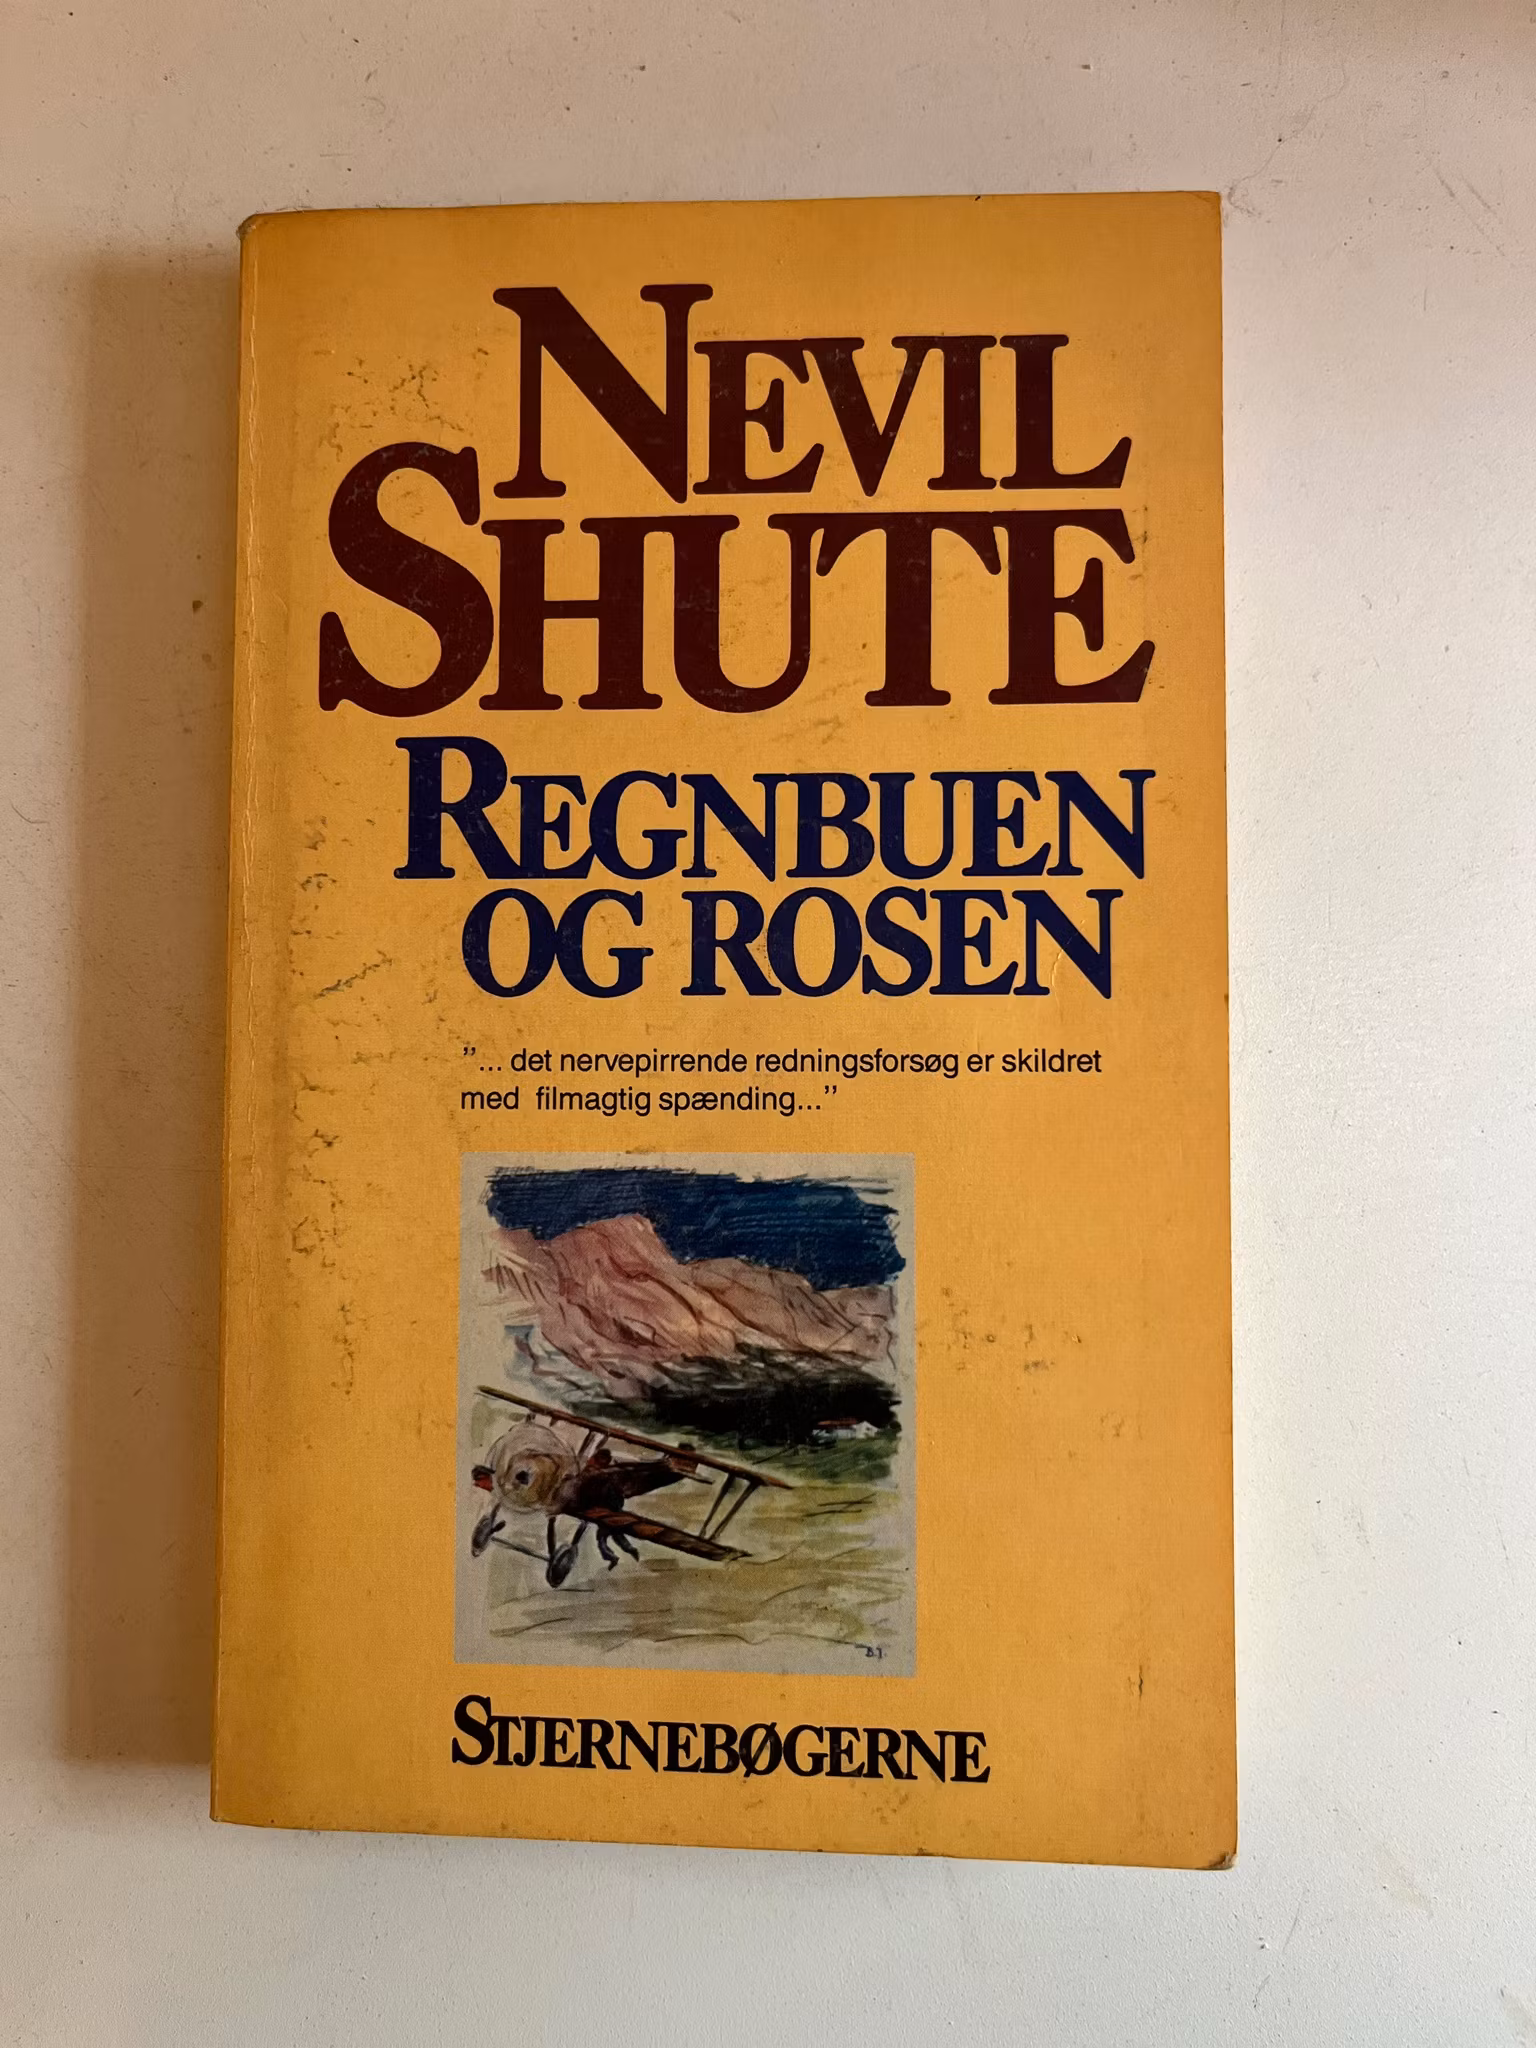 NEVIL
SHUTE
REGNBUEN
OG ROSEN
"... det nervepirrende redningsforsøg er skildret
med filmagtig spænding..."
B.J.
STJERNEBØGERNE